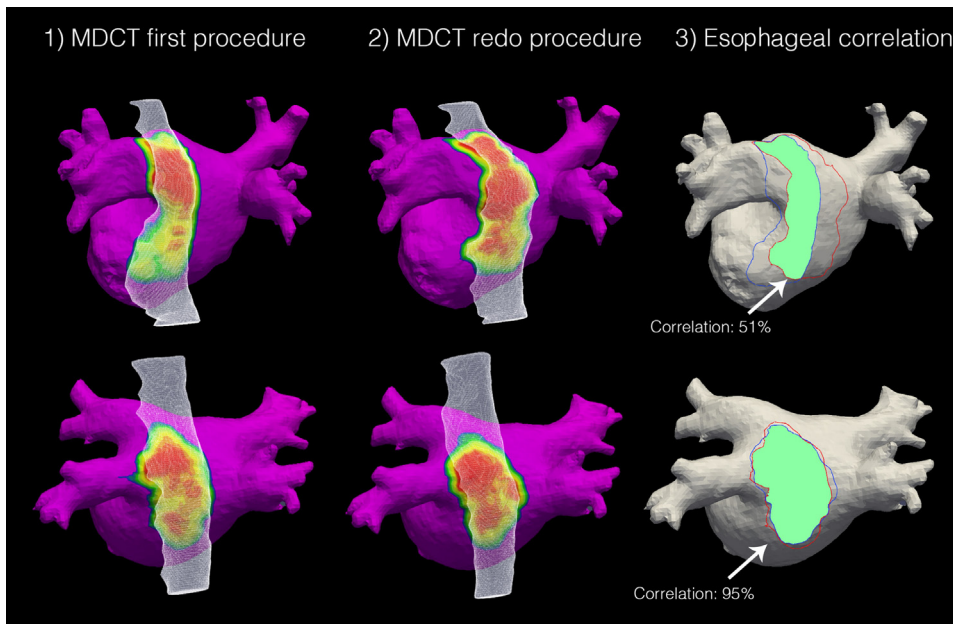 1) MDCT first procedure
2) MDCT redo procedure
3) Esophageal correlation
Correlation: 51%
Correlation: 95%